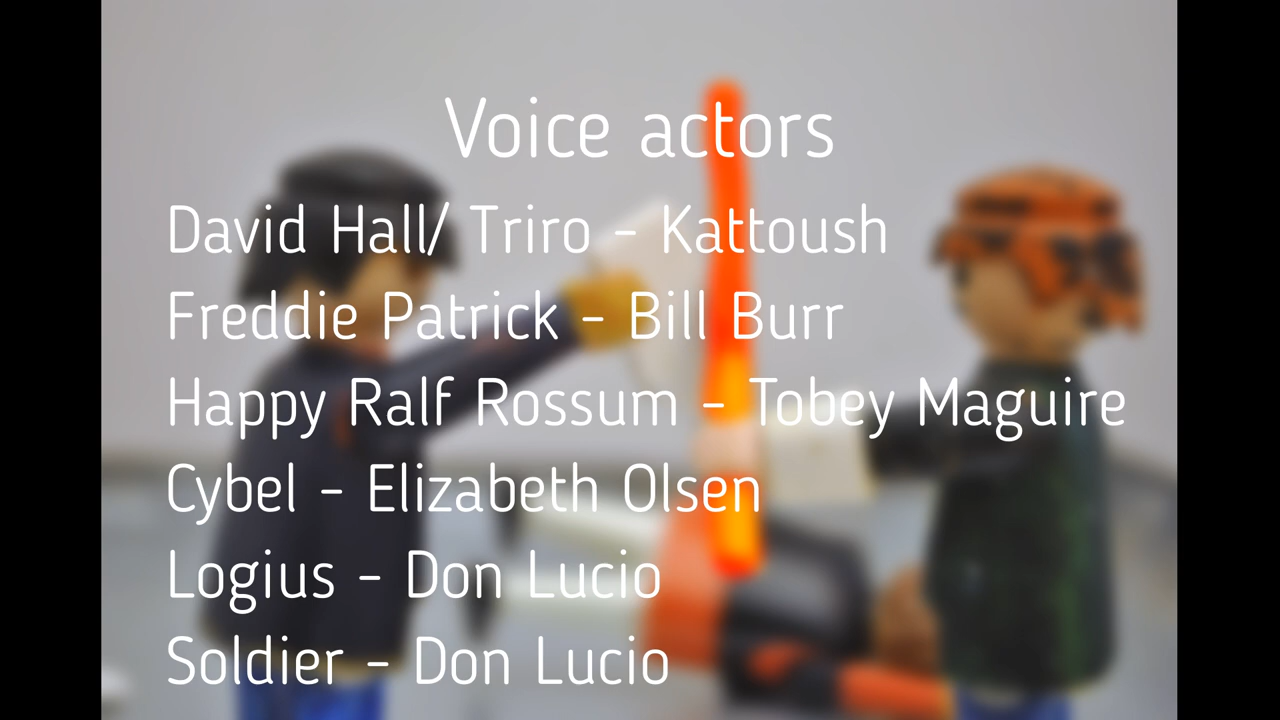 Voice actors
David Hall/ Triro - Kattoush
Freddie Patrick - Bill Burr
Happy Ralf Rossum - Tobey Maguire
Cybel - Elizabeth Olsen
Logius - Don Lucio
Soldier - Don Lucio